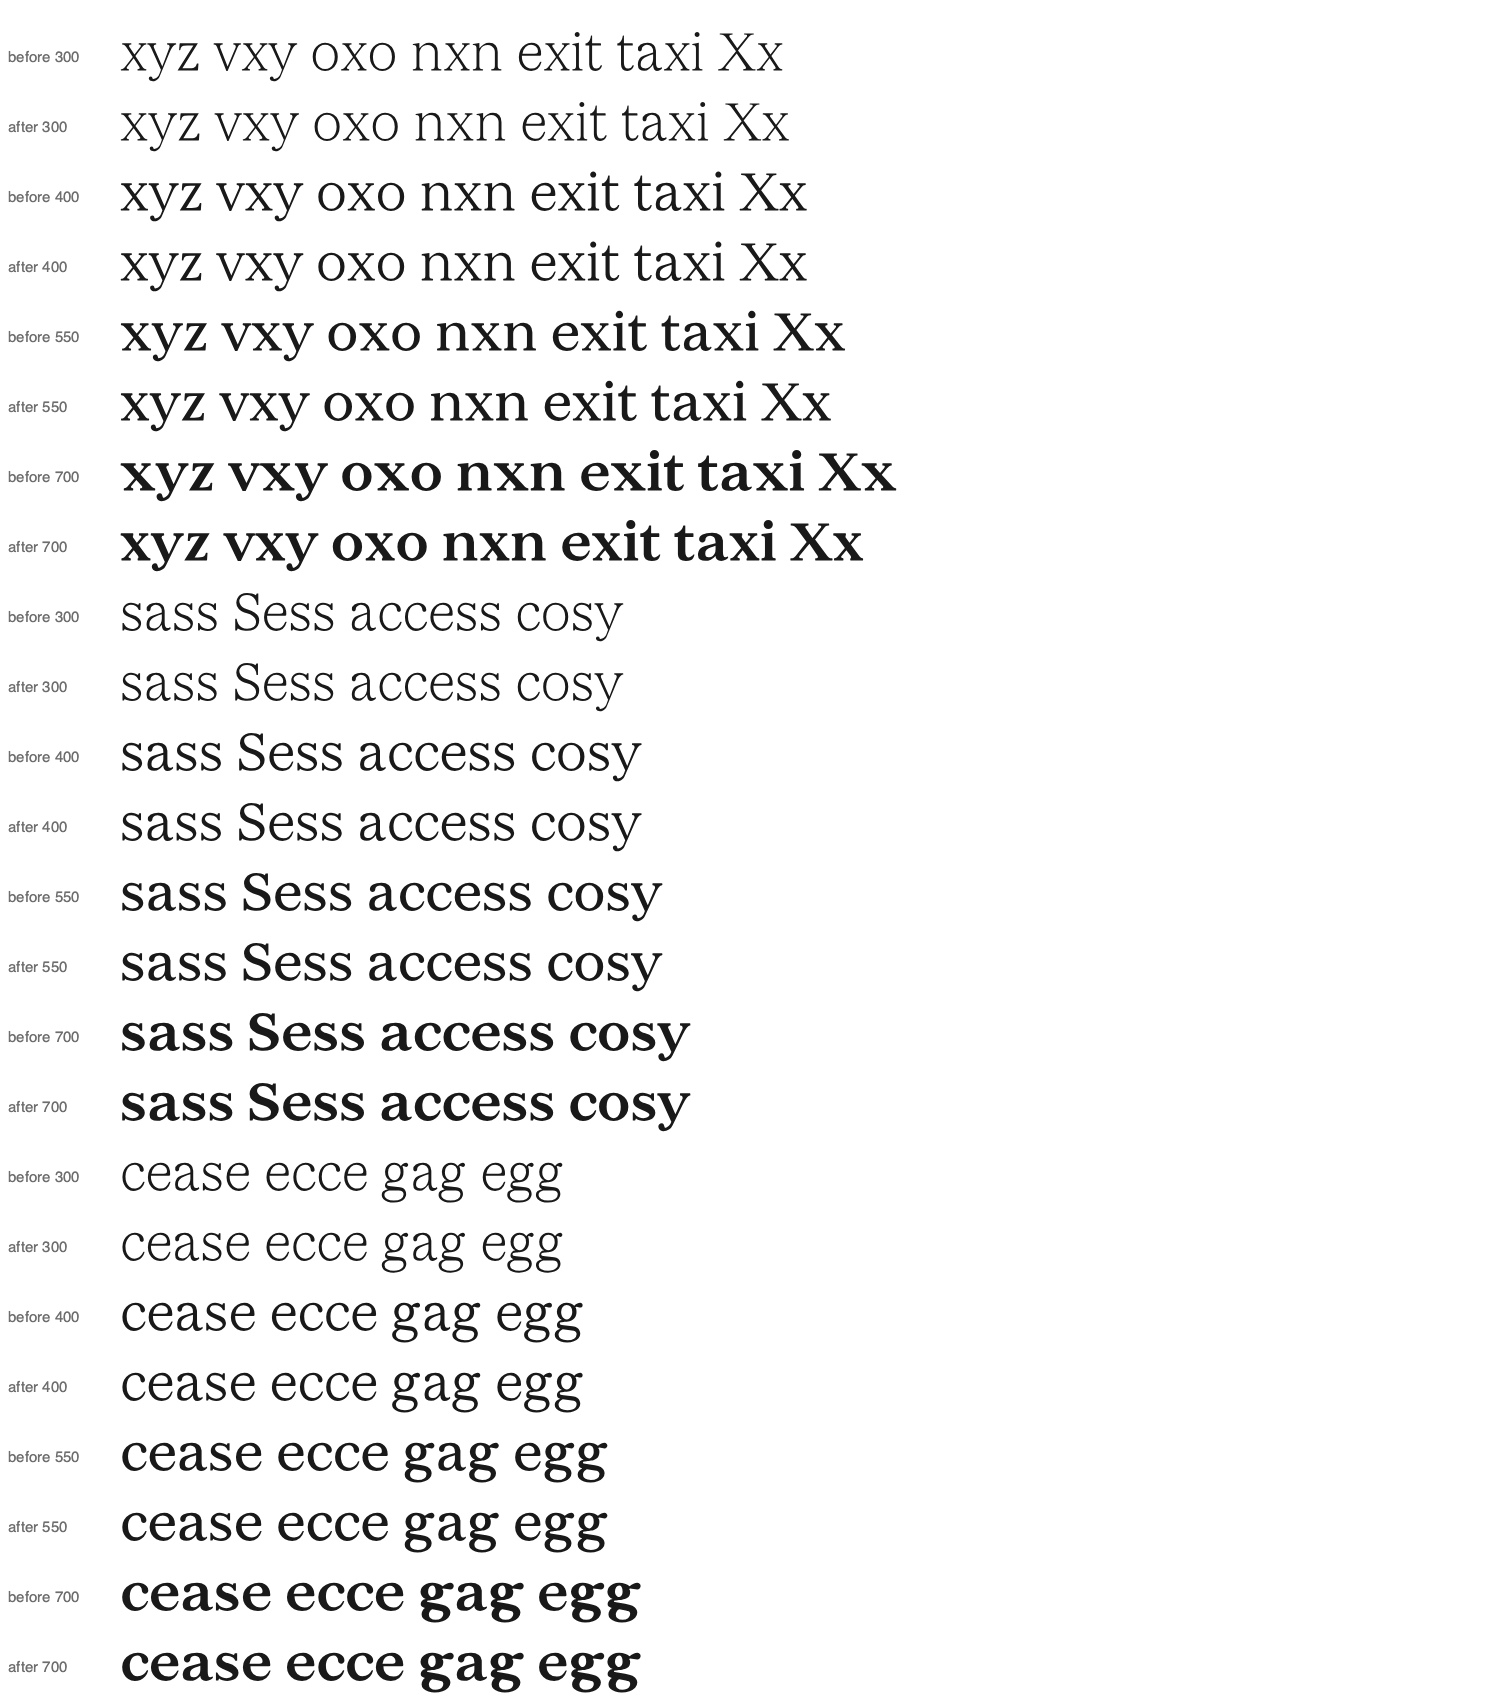 before 300 xyz vxy oxo nxn exit taxi Xx
after 300 xyz vxy oxo nxn exit taxi Xx
before 400 xyz vxy oxo nxn exit taxi Xx
after 400 xyz vxy oxo nxn exit taxi Xx
before 550 xyz vxy oxo nxn exit taxi Xx
after 550 xyz vxy oxo nxn exit taxi Xx
before 700 xyz vxy oxo nxn exit taxi Xx
after 700 xyz vxy oxo nxn exit taxi Xx
before 300 sass Sess access cosy
after 300 sass Sess access cosy
before 400 sass Sess access cosy
after 400 sass Sess access cosy
before 550 sass Sess access cosy
after 550 sass Sess access cosy
before 700 sass Sess access cosy
after 700 sass Sess access cosy
before 300 cease ecce gag egg
after 300 cease ecce gag egg
before 400 cease ecce gag egg
after 400 cease ecce gag egg
before 550 cease ecce gag egg
after 550 cease ecce gag egg
before 700 cease ecce gag egg
after 700 cease ecce gag egg